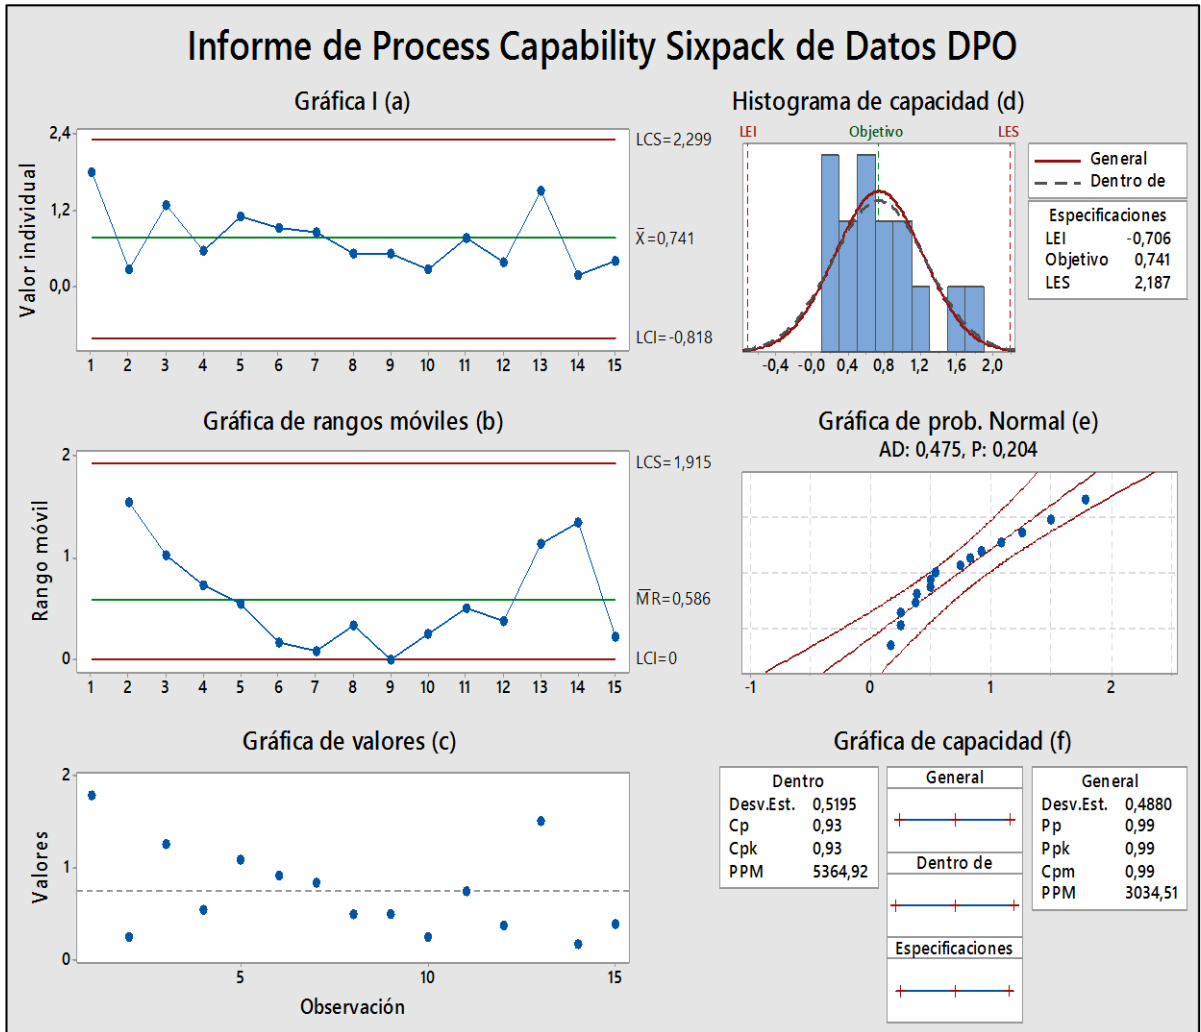 Informe de Process Capability Sixpack de Datos DPO
Gráfica I (a)
Valor individual
2,4
1,2
0,0
LCS=2,299
X̄=0,741
LCI=-0,818
1 2 3 4 5 6 7 8 9 10 11 12 13 14 15
Histograma de capacidad (d)
LEI Objetivo LES
General
Dentro de
Especificaciones
LEI -0,706
Objetivo 0,741
LES 2,187
-0,4 -0,0 0,4 0,8 1,2 1,6 2,0
Gráfica de rangos móviles (b)
Rango móvil
2
1
0
LCS=1,915
M̄R=0,586
LCI=0
1 2 3 4 5 6 7 8 9 10 11 12 13 14 15
Gráfica de prob. Normal (e)
AD: 0,475, P: 0,204
-1 0 1 2
Gráfica de valores (c)
Valores
2
1
0
5 10 15
Observación
Gráfica de capacidad (f)
Dentro
Desv.Est. 0,5195
Cp 0,93
Cpk 0,93
PPM 5364,92
General
Dentro de
Especificaciones
General
Desv.Est. 0,4880
Pp 0,99
Ppk 0,99
Cpm 0,99
PPM 3034,51